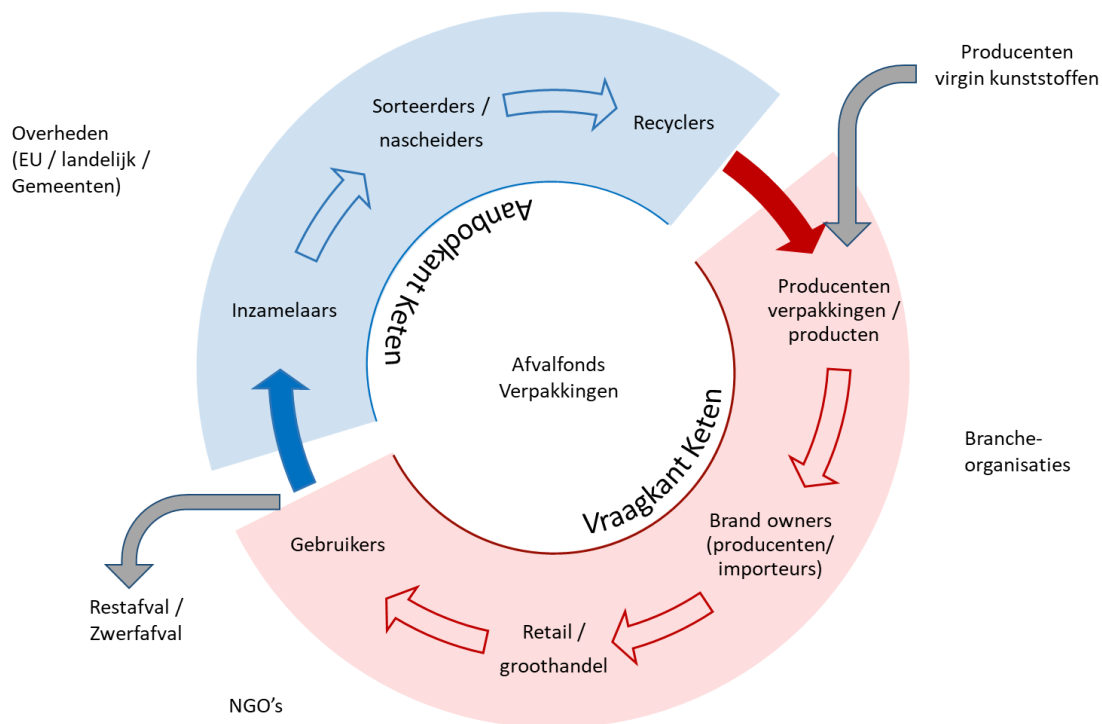 Producenten
virgin kunststoffen
Sorteerders /
nascheiders
Recyclers
Overheden
(EU / landelijk /
Gemeenten)
Aanbodkant Keten
Inzamelaars
Producenten
verpakkingen /
producten
Afvalfonds
Verpakkingen
Vraagkant Keten
Branche-
organisaties
Brand owners
(producenten/
importeurs)
Gebruikers
Restafval /
Zwerfafval
Retail /
groothandel
NGO’s